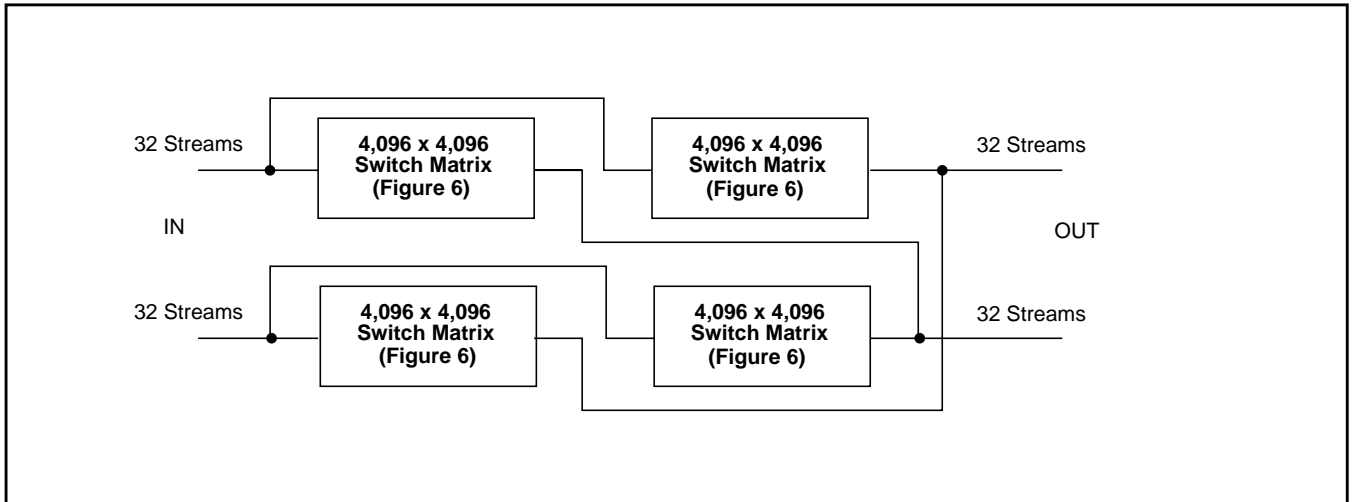 32 Streams
4,096 x 4,096
Switch Matrix
(Figure 6)
4,096 x 4,096
Switch Matrix
(Figure 6)
32 Streams
IN
OUT
32 Streams
4,096 x 4,096
Switch Matrix
(Figure 6)
4,096 x 4,096
Switch Matrix
(Figure 6)
32 Streams